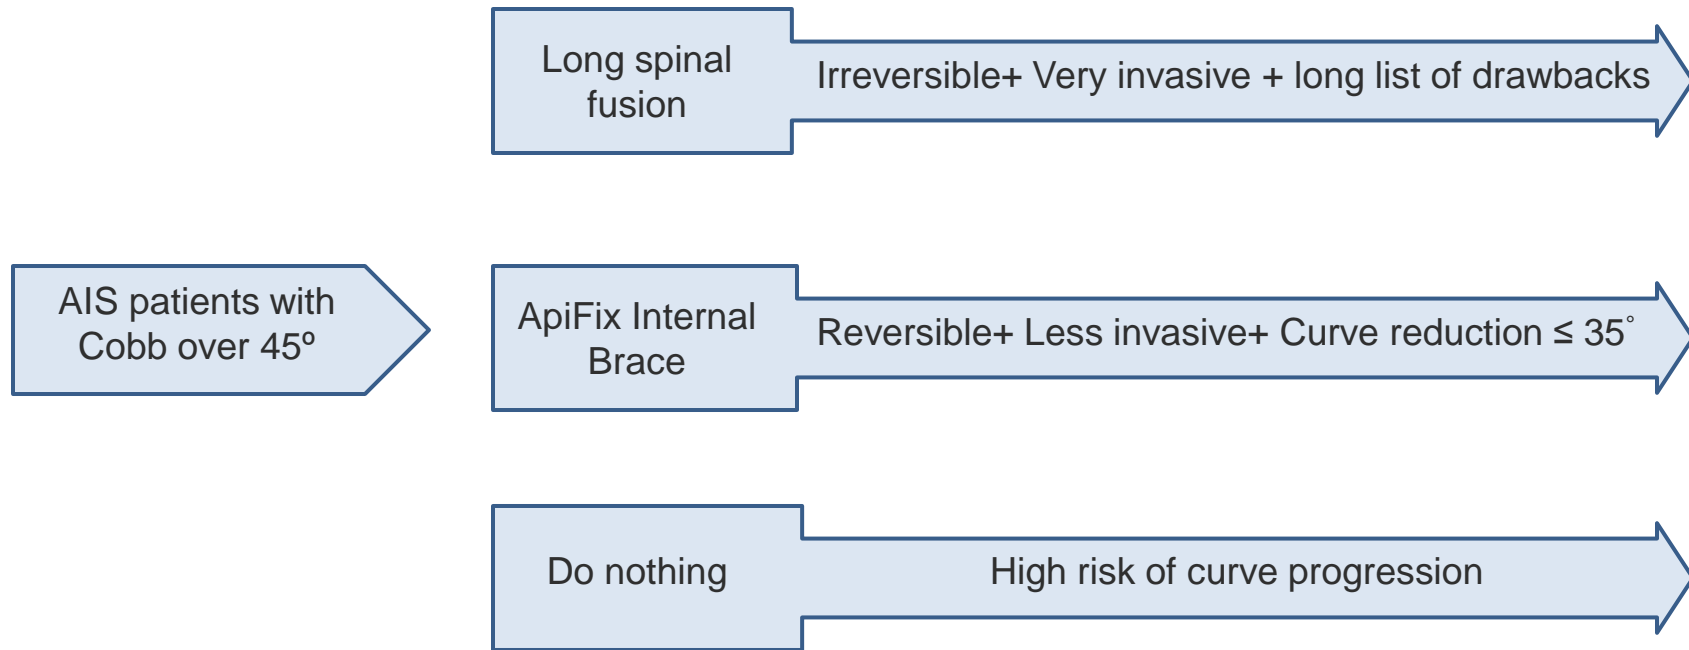 Long spinal
fusion
Irreversible+ Very invasive + long list of drawbacks
AIS patients with
Cobb over 45º
ApiFix Internal
Brace
Reversible+ Less invasive+ Curve reduction ≤ 35°
Do nothing
High risk of curve progression